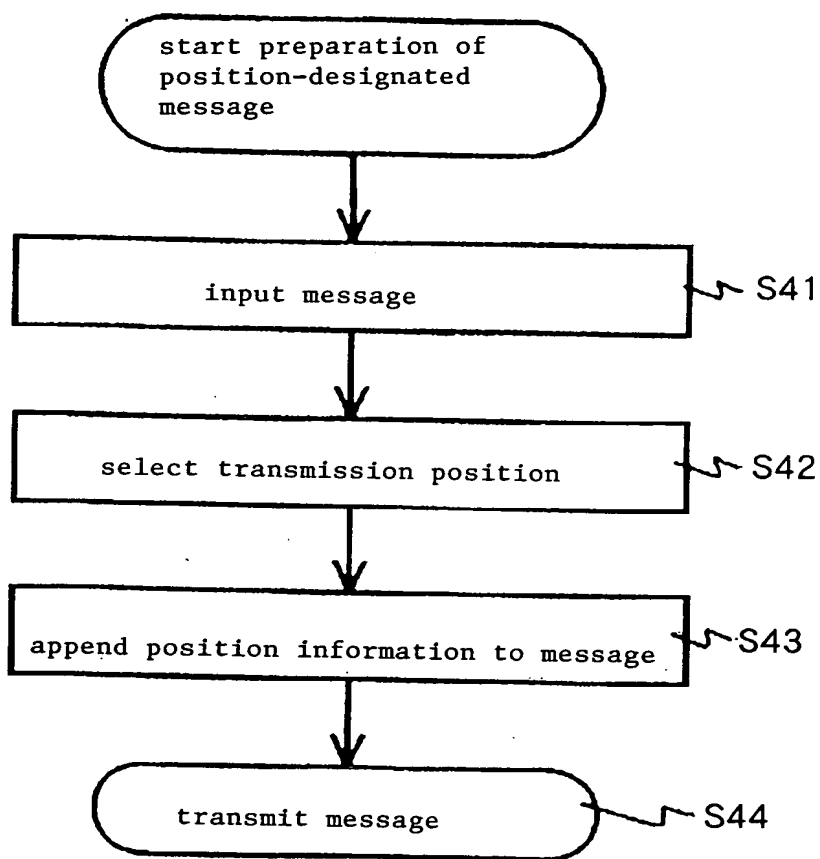 start preparation of
position-designated
message
input message
S41
select transmission position
S42
append position information to message
S43
transmit message
S44